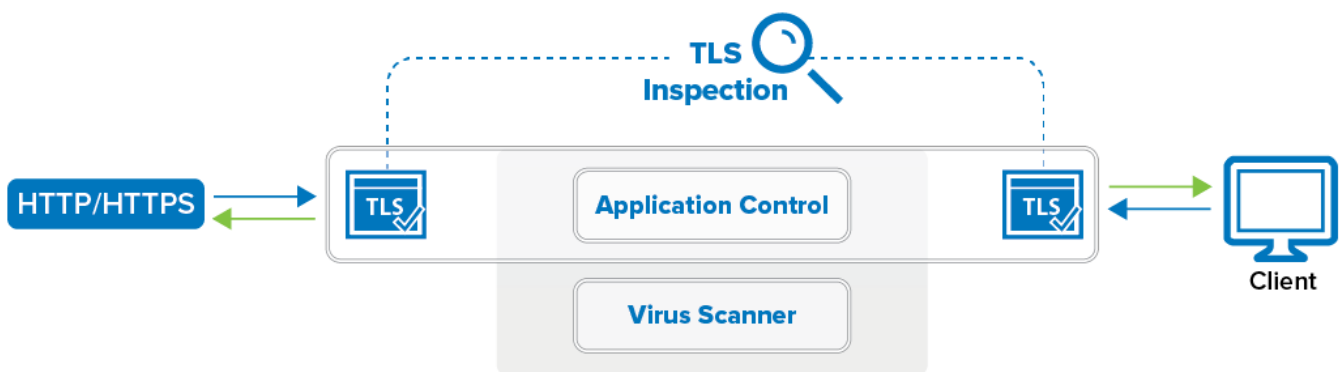 TLS
Inspection
HTTP/HTTPS
TLS
Application Control
TLS
Client
Virus Scanner